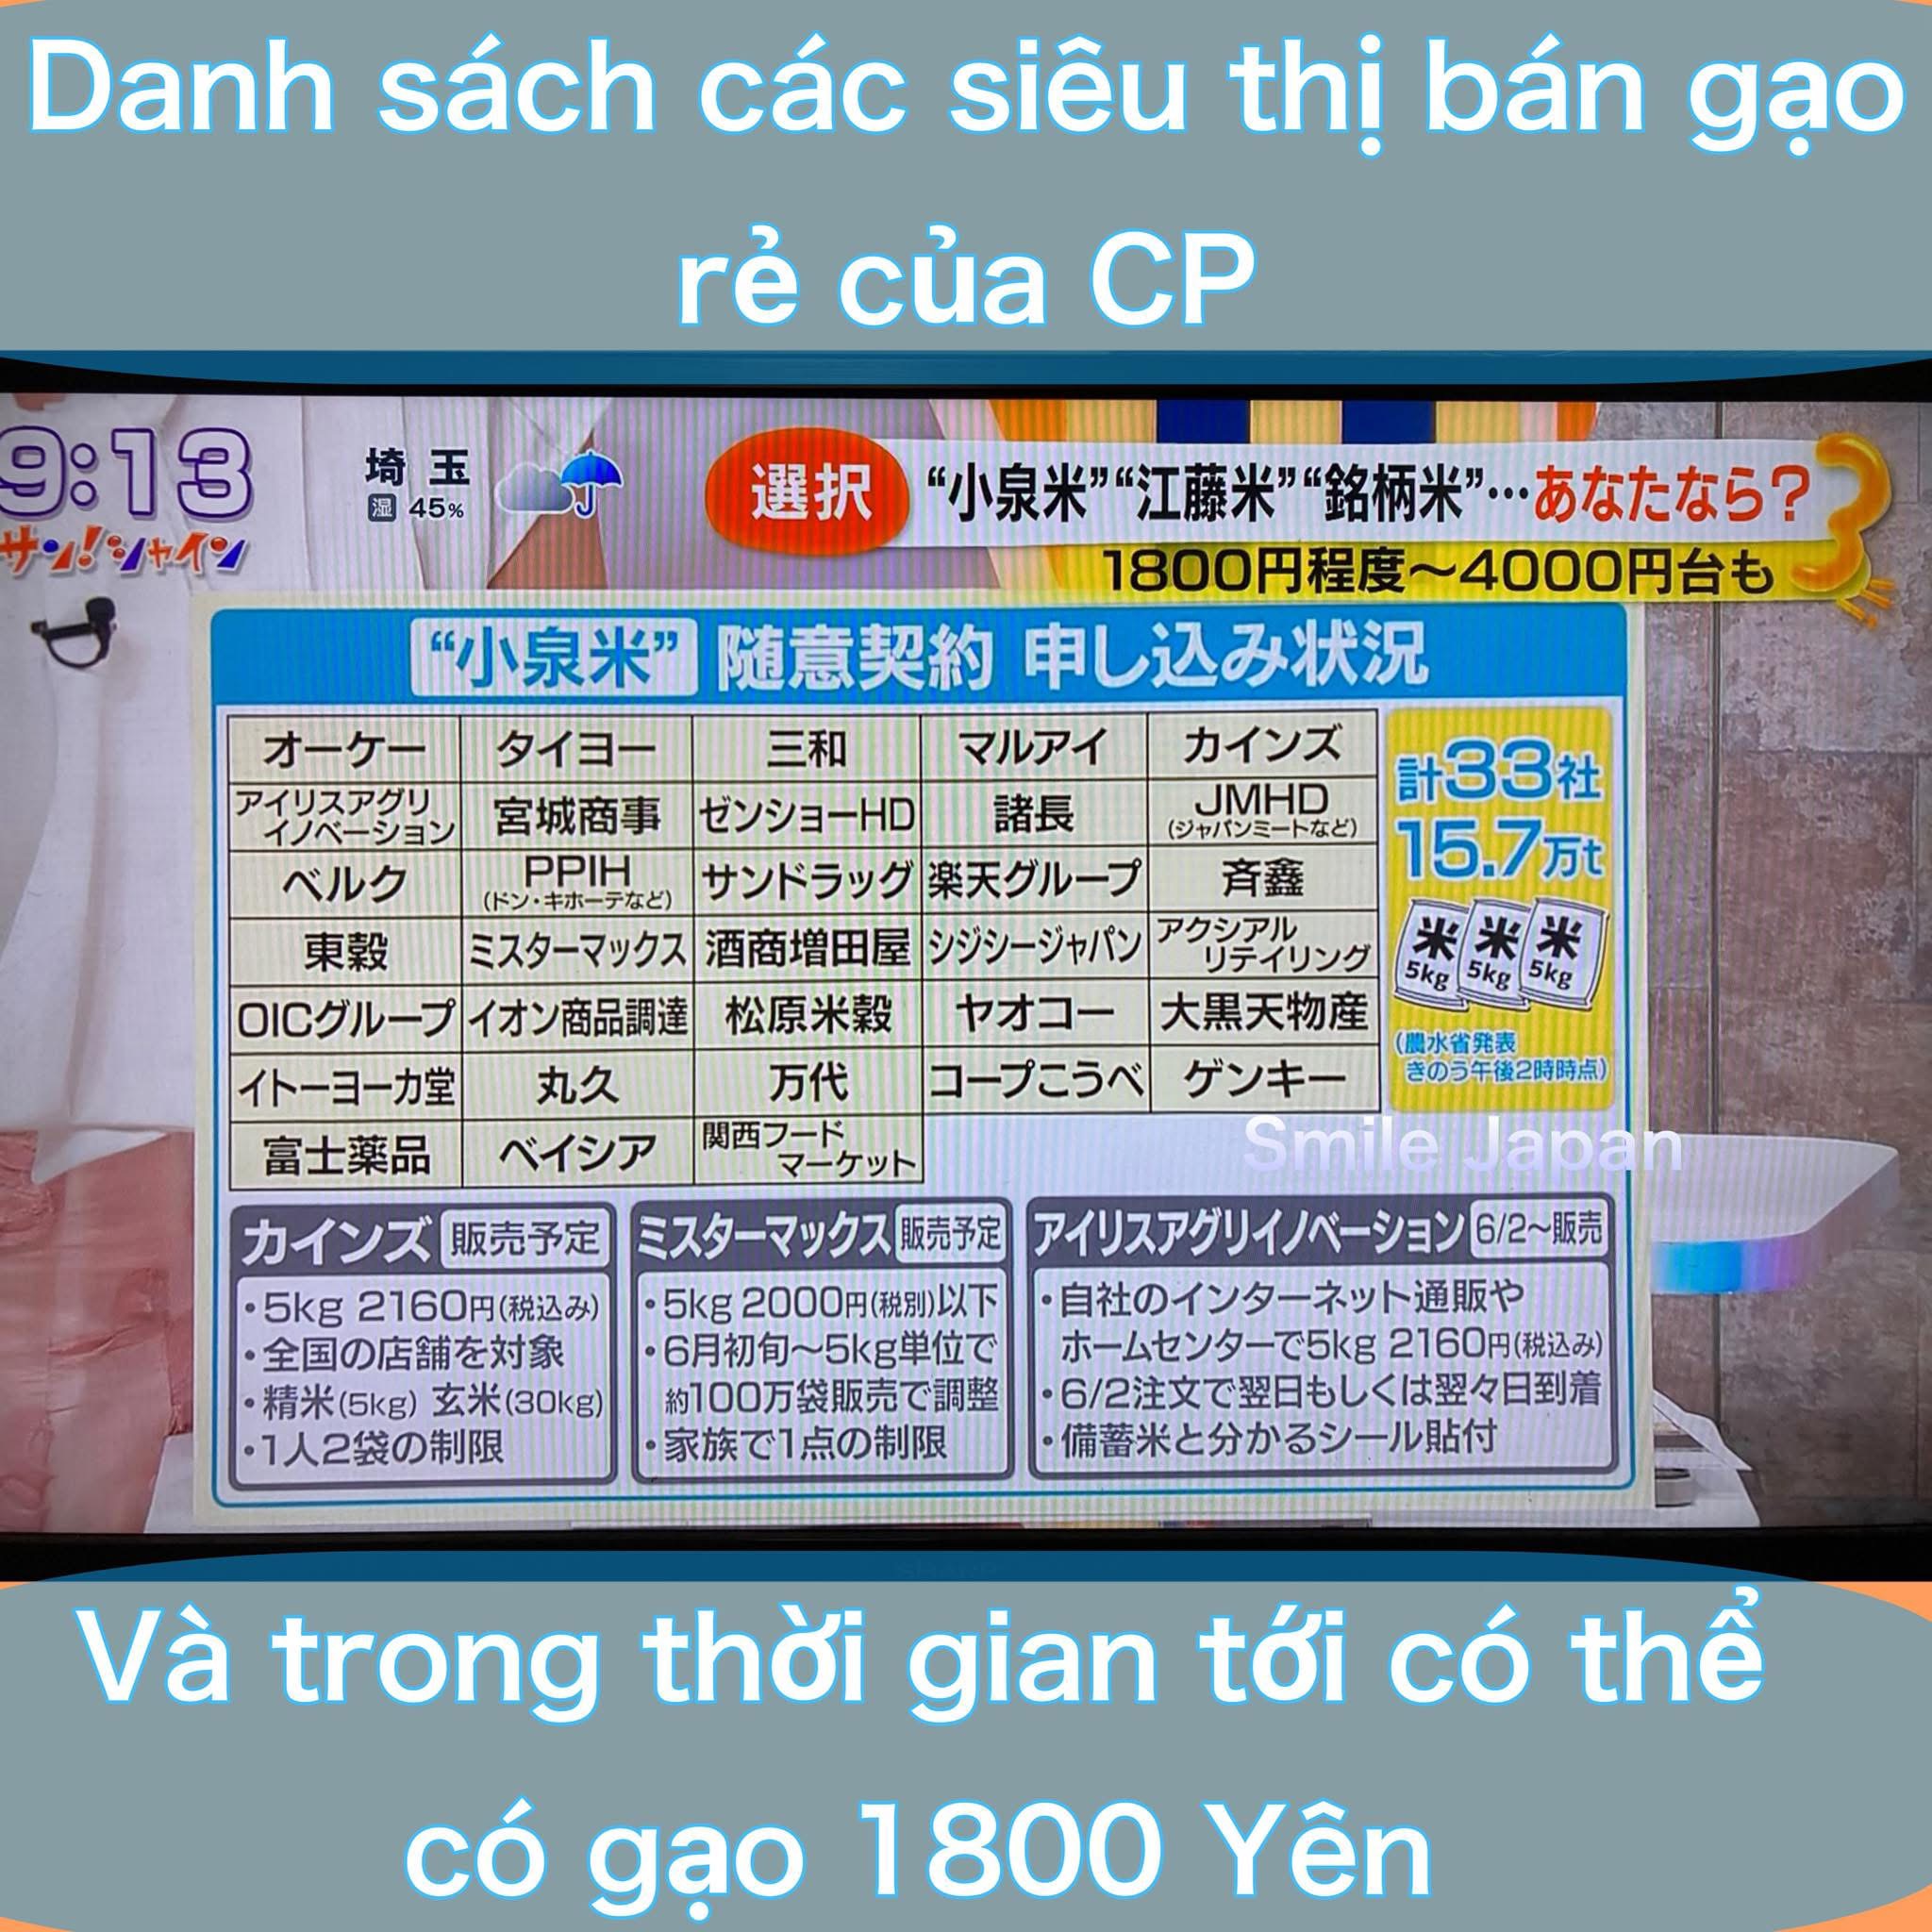 Danh sách các siêu thị bán gạo
rẻ của CP
9:13
サン!シャイン
埼玉
湿 45%
選択
“小泉米”“江藤米”“銘柄米”…あなたなら?
1800円程度~4000円台も
“小泉米” 随意契約 申し込み状況
オーケー タイヨー 三和 マルアイ カインズ
アイリスアグリ
イノベーション
宮城商事 ゼンショーHD 諸長 JMHD
(ジャパンミートなど)
ベルク PPIH
(ドン・キホーテなど)
サンドラッグ 楽天グループ 斉鑫
東穀 ミスターマックス 酒商増田屋 シジシージャパン アクシアル
リテイリング
OICグループ イオン商品調達 松原米穀 ヤオコー 大黒天物産
イトーヨーカ堂 丸久 万代 コープこうべ ゲンキー
富士薬品 ベイシア 関西フード
マーケット
計33社
15.7万t
米 米 米
5kg 5kg 5kg
(農水省発表
きのう午後2時時点)
Smile Japan
カインズ 販売予定
・5kg 2160円(税込み)
・全国の店舗を対象
・精米(5kg) 玄米(30kg)
・1人2袋の制限
ミスターマックス 販売予定
・5kg 2000円(税別)以下
・6月初旬~5kg単位で
約100万袋販売で調整
・家族で1点の制限
アイリスアグリイノベーション 6/2~販売
・自社のインターネット通販や
ホームセンターで5kg 2160円(税込み)
・6/2注文で翌日もしくは翌々日到着
・備蓄米と分かるシール貼付
Và trong thời gian tới có thể
có gạo 1800 Yên